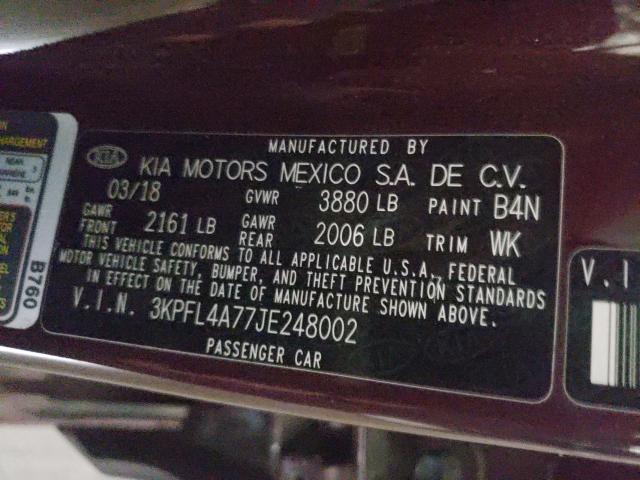 MANUFACTURED BY
KIA KIA MOTORS MEXICO S.A. DE C.V.
03/18 GVWR 3880 LB PAINT B4N
GAWR FRONT 2161 LB GAWR REAR 2006 LB TRIM WK
THIS VEHICLE CONFORMS TO ALL APPLICABLE U.S.A. FEDERAL
MOTOR VEHICLE SAFETY, BUMPER, AND THEFT PREVENTION STANDARDS
IN EFFECT ON THE DATE OF MANUFACTURE SHOWN ABOVE.
V.I.N. 3KPFL4A77JE248002
PASSENGER CAR
B760
V.I.